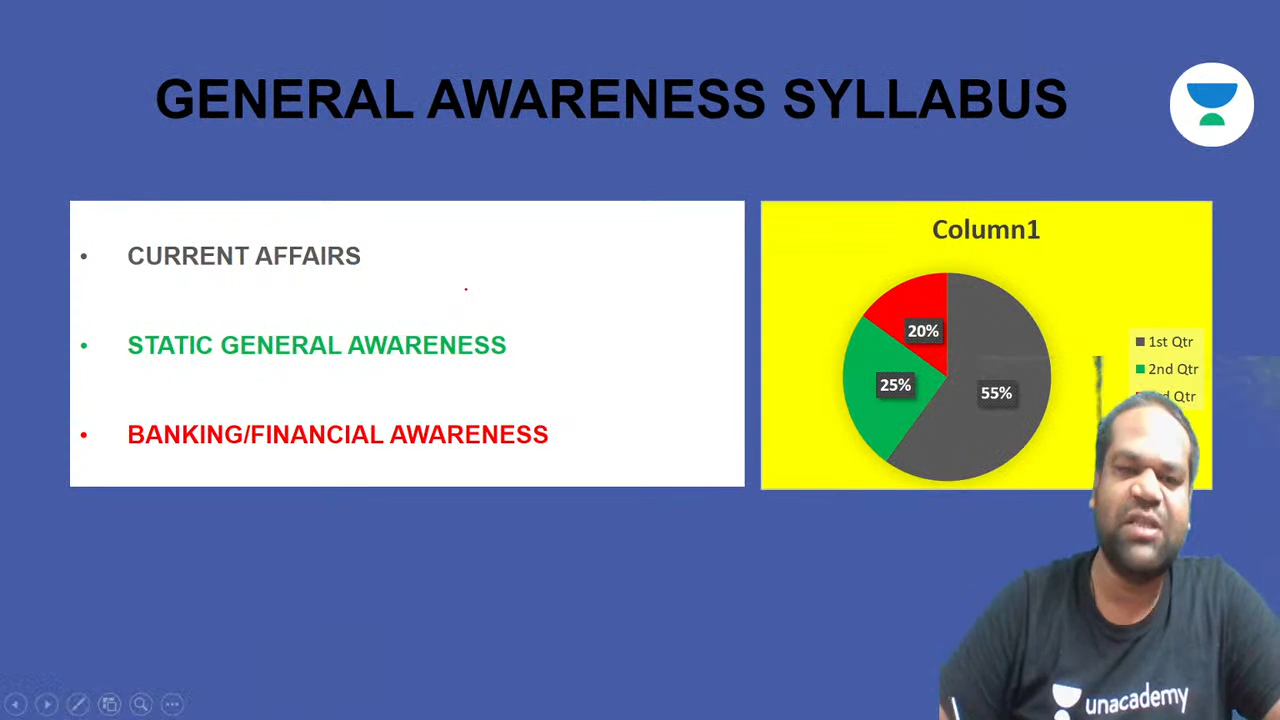 GENERAL AWARENESS SYLLABUS
• CURRENT AFFAIRS
• STATIC GENERAL AWARENESS
• BANKING/FINANCIAL AWARENESS
Column1
20%
25%
55%
1st Qtr
2nd Qtr
Qtr
unacademy